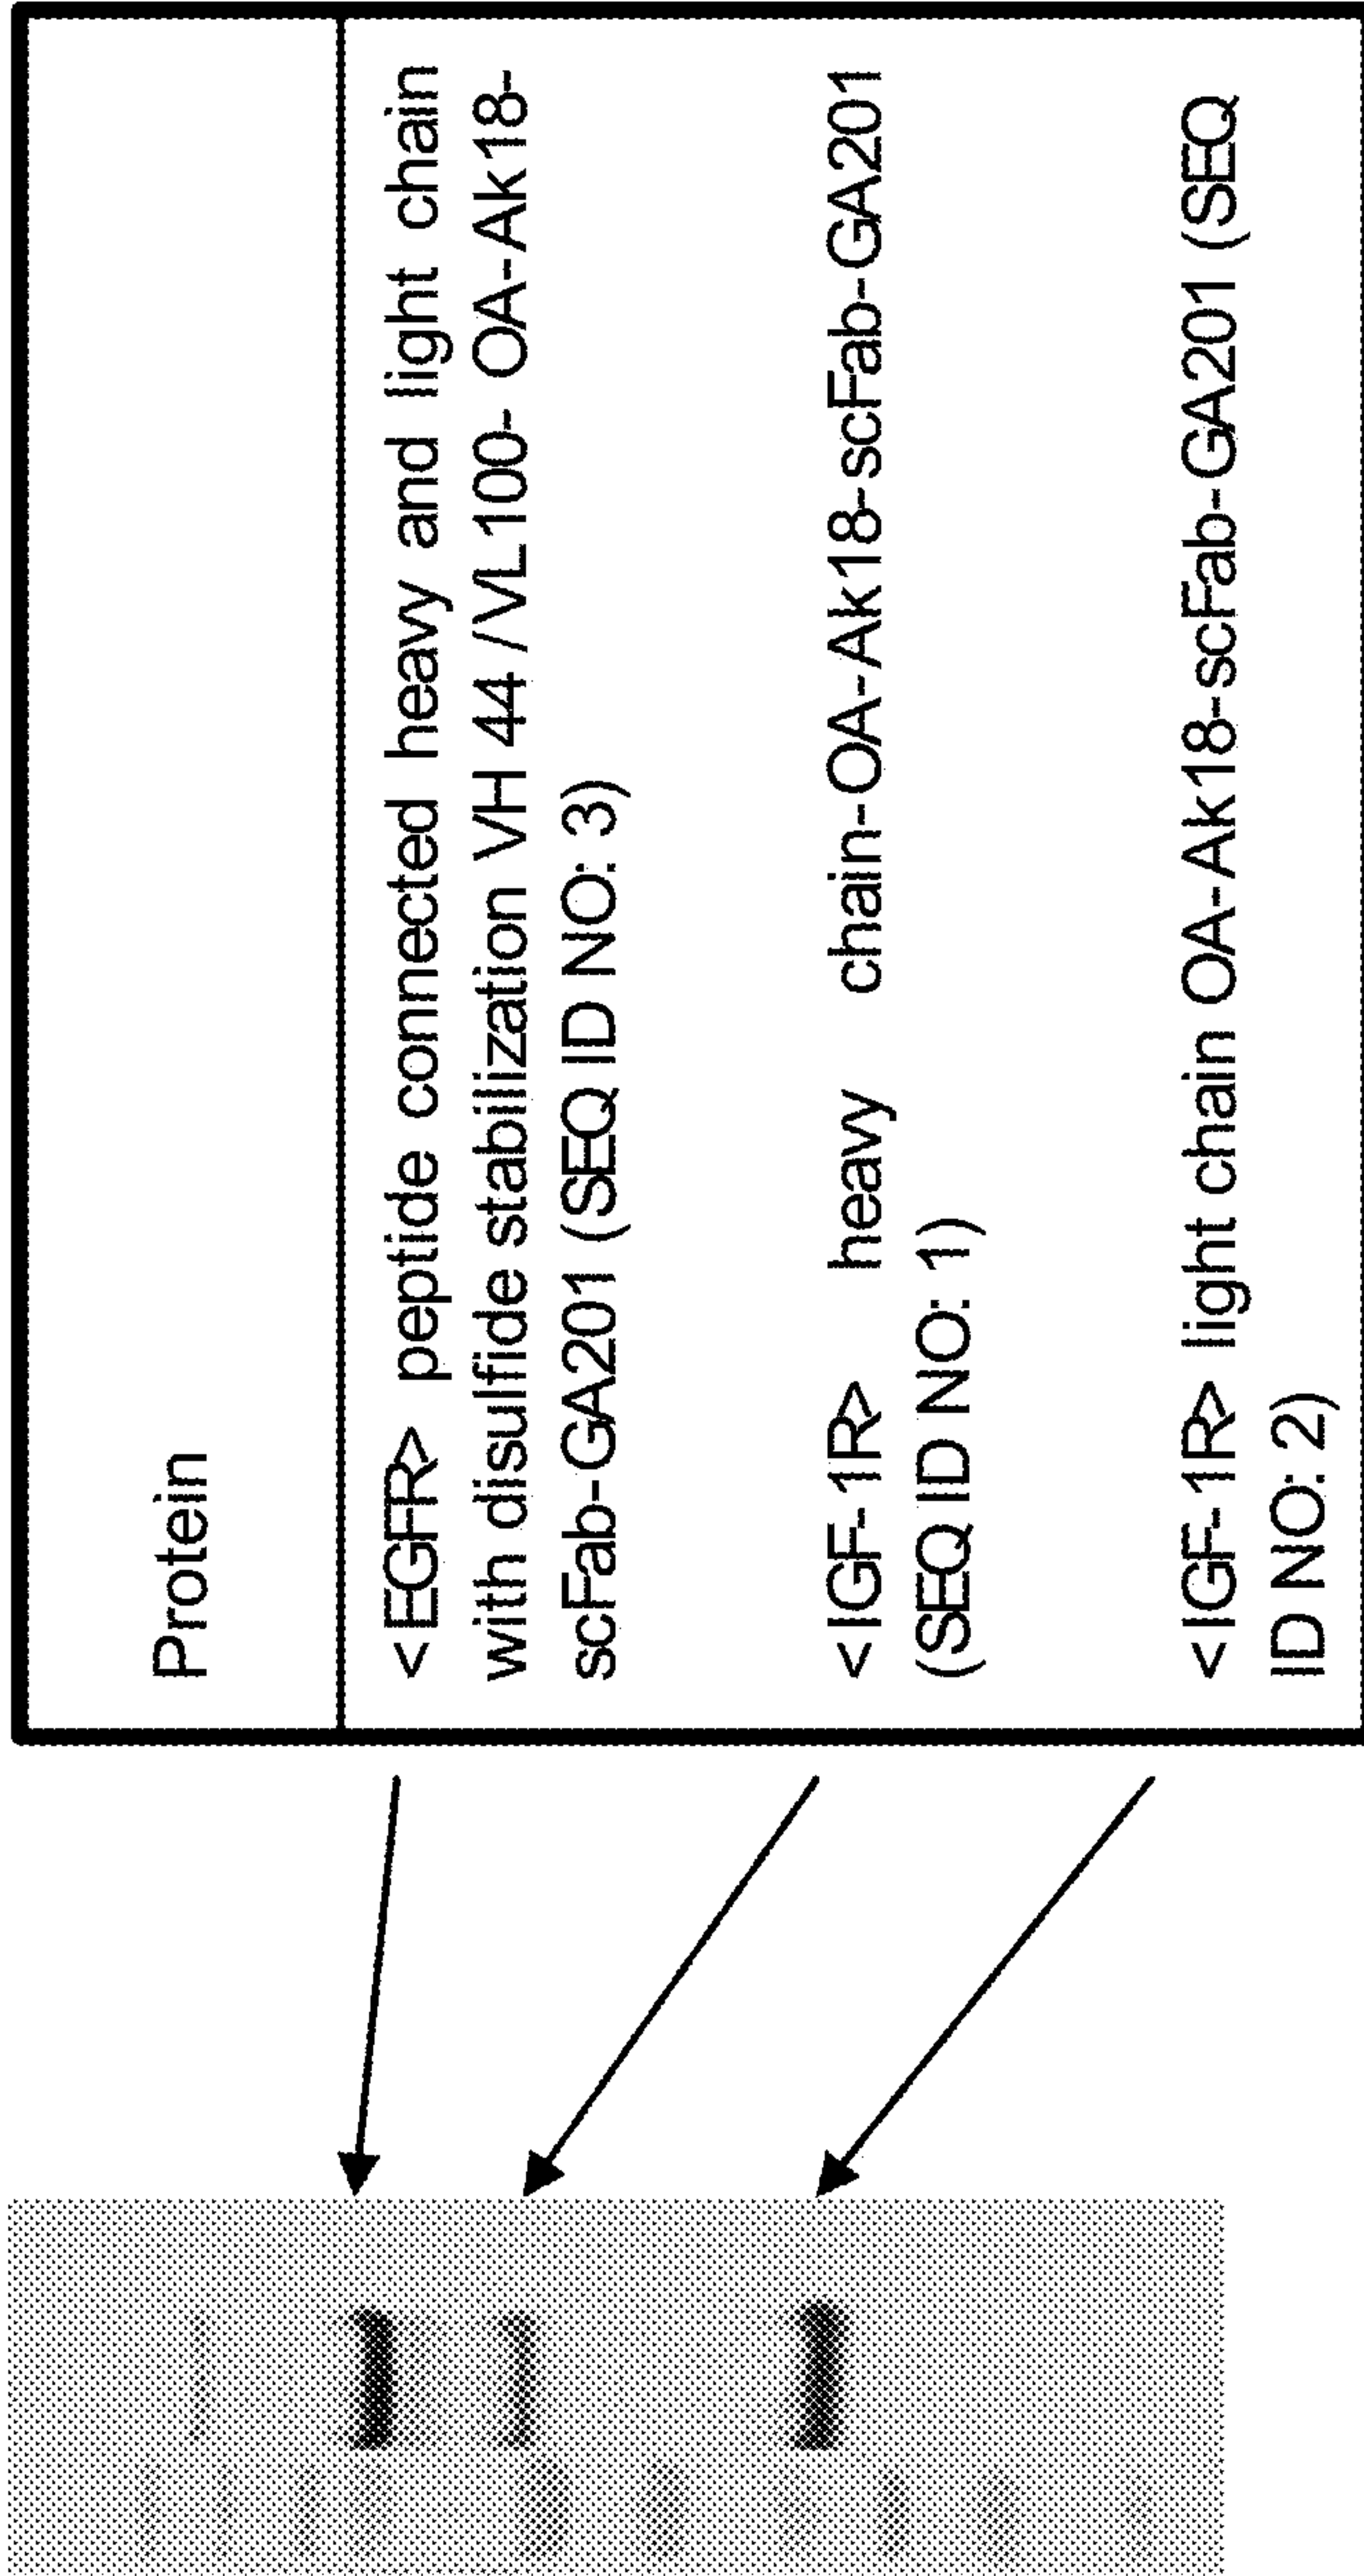 Protein
<EGFR> peptide connected heavy and light chain
with disulfide stabilization VH 44 /VL100- OA-Ak18-
scFab-GA201 (SEQ ID NO: 3)
<IGF-1R> heavy chain-OA-Ak18-scFab-GA201
(SEQ ID NO: 1)
<IGF-1R> light chain OA-Ak18-scFab-GA201 (SEQ
ID NO: 2)